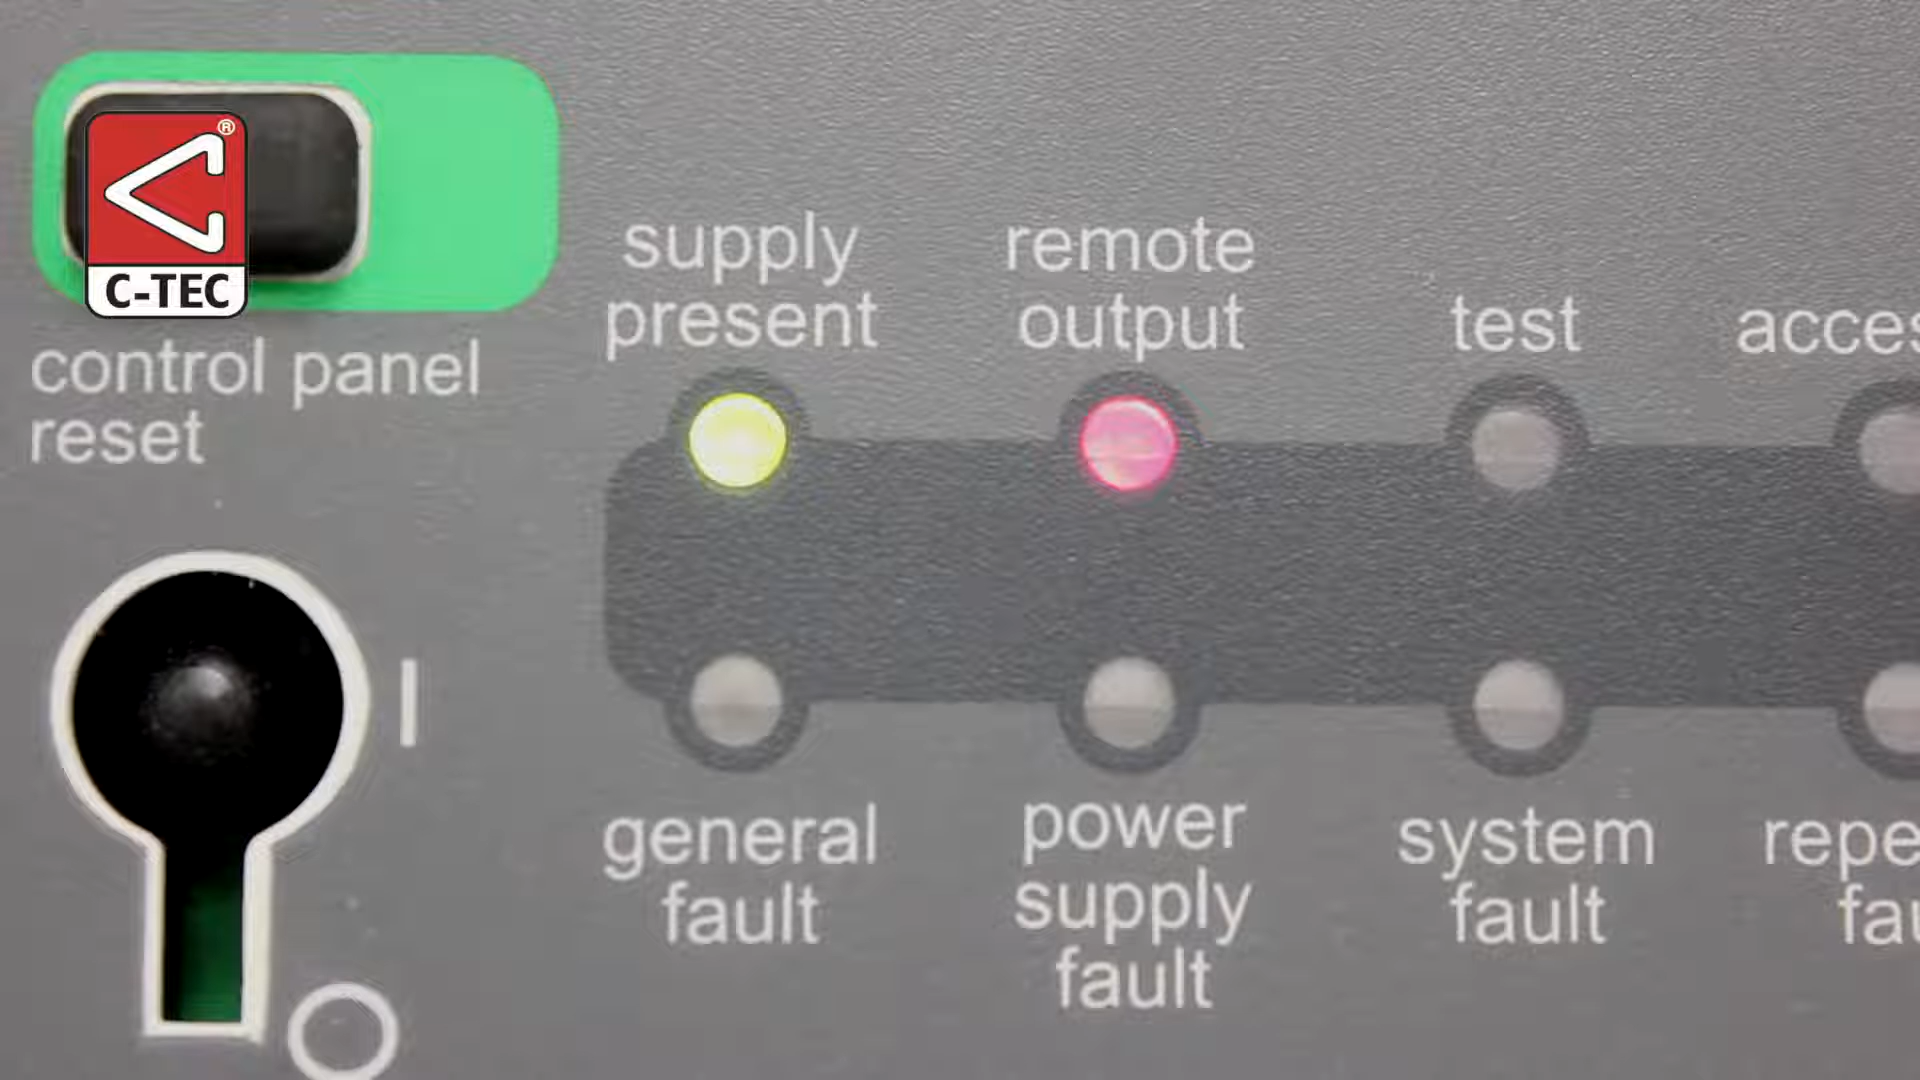 ®
C-TEC
control panel
reset
supply
present
remote
output
test
I
general
fault
power
supply
fault
system
fault